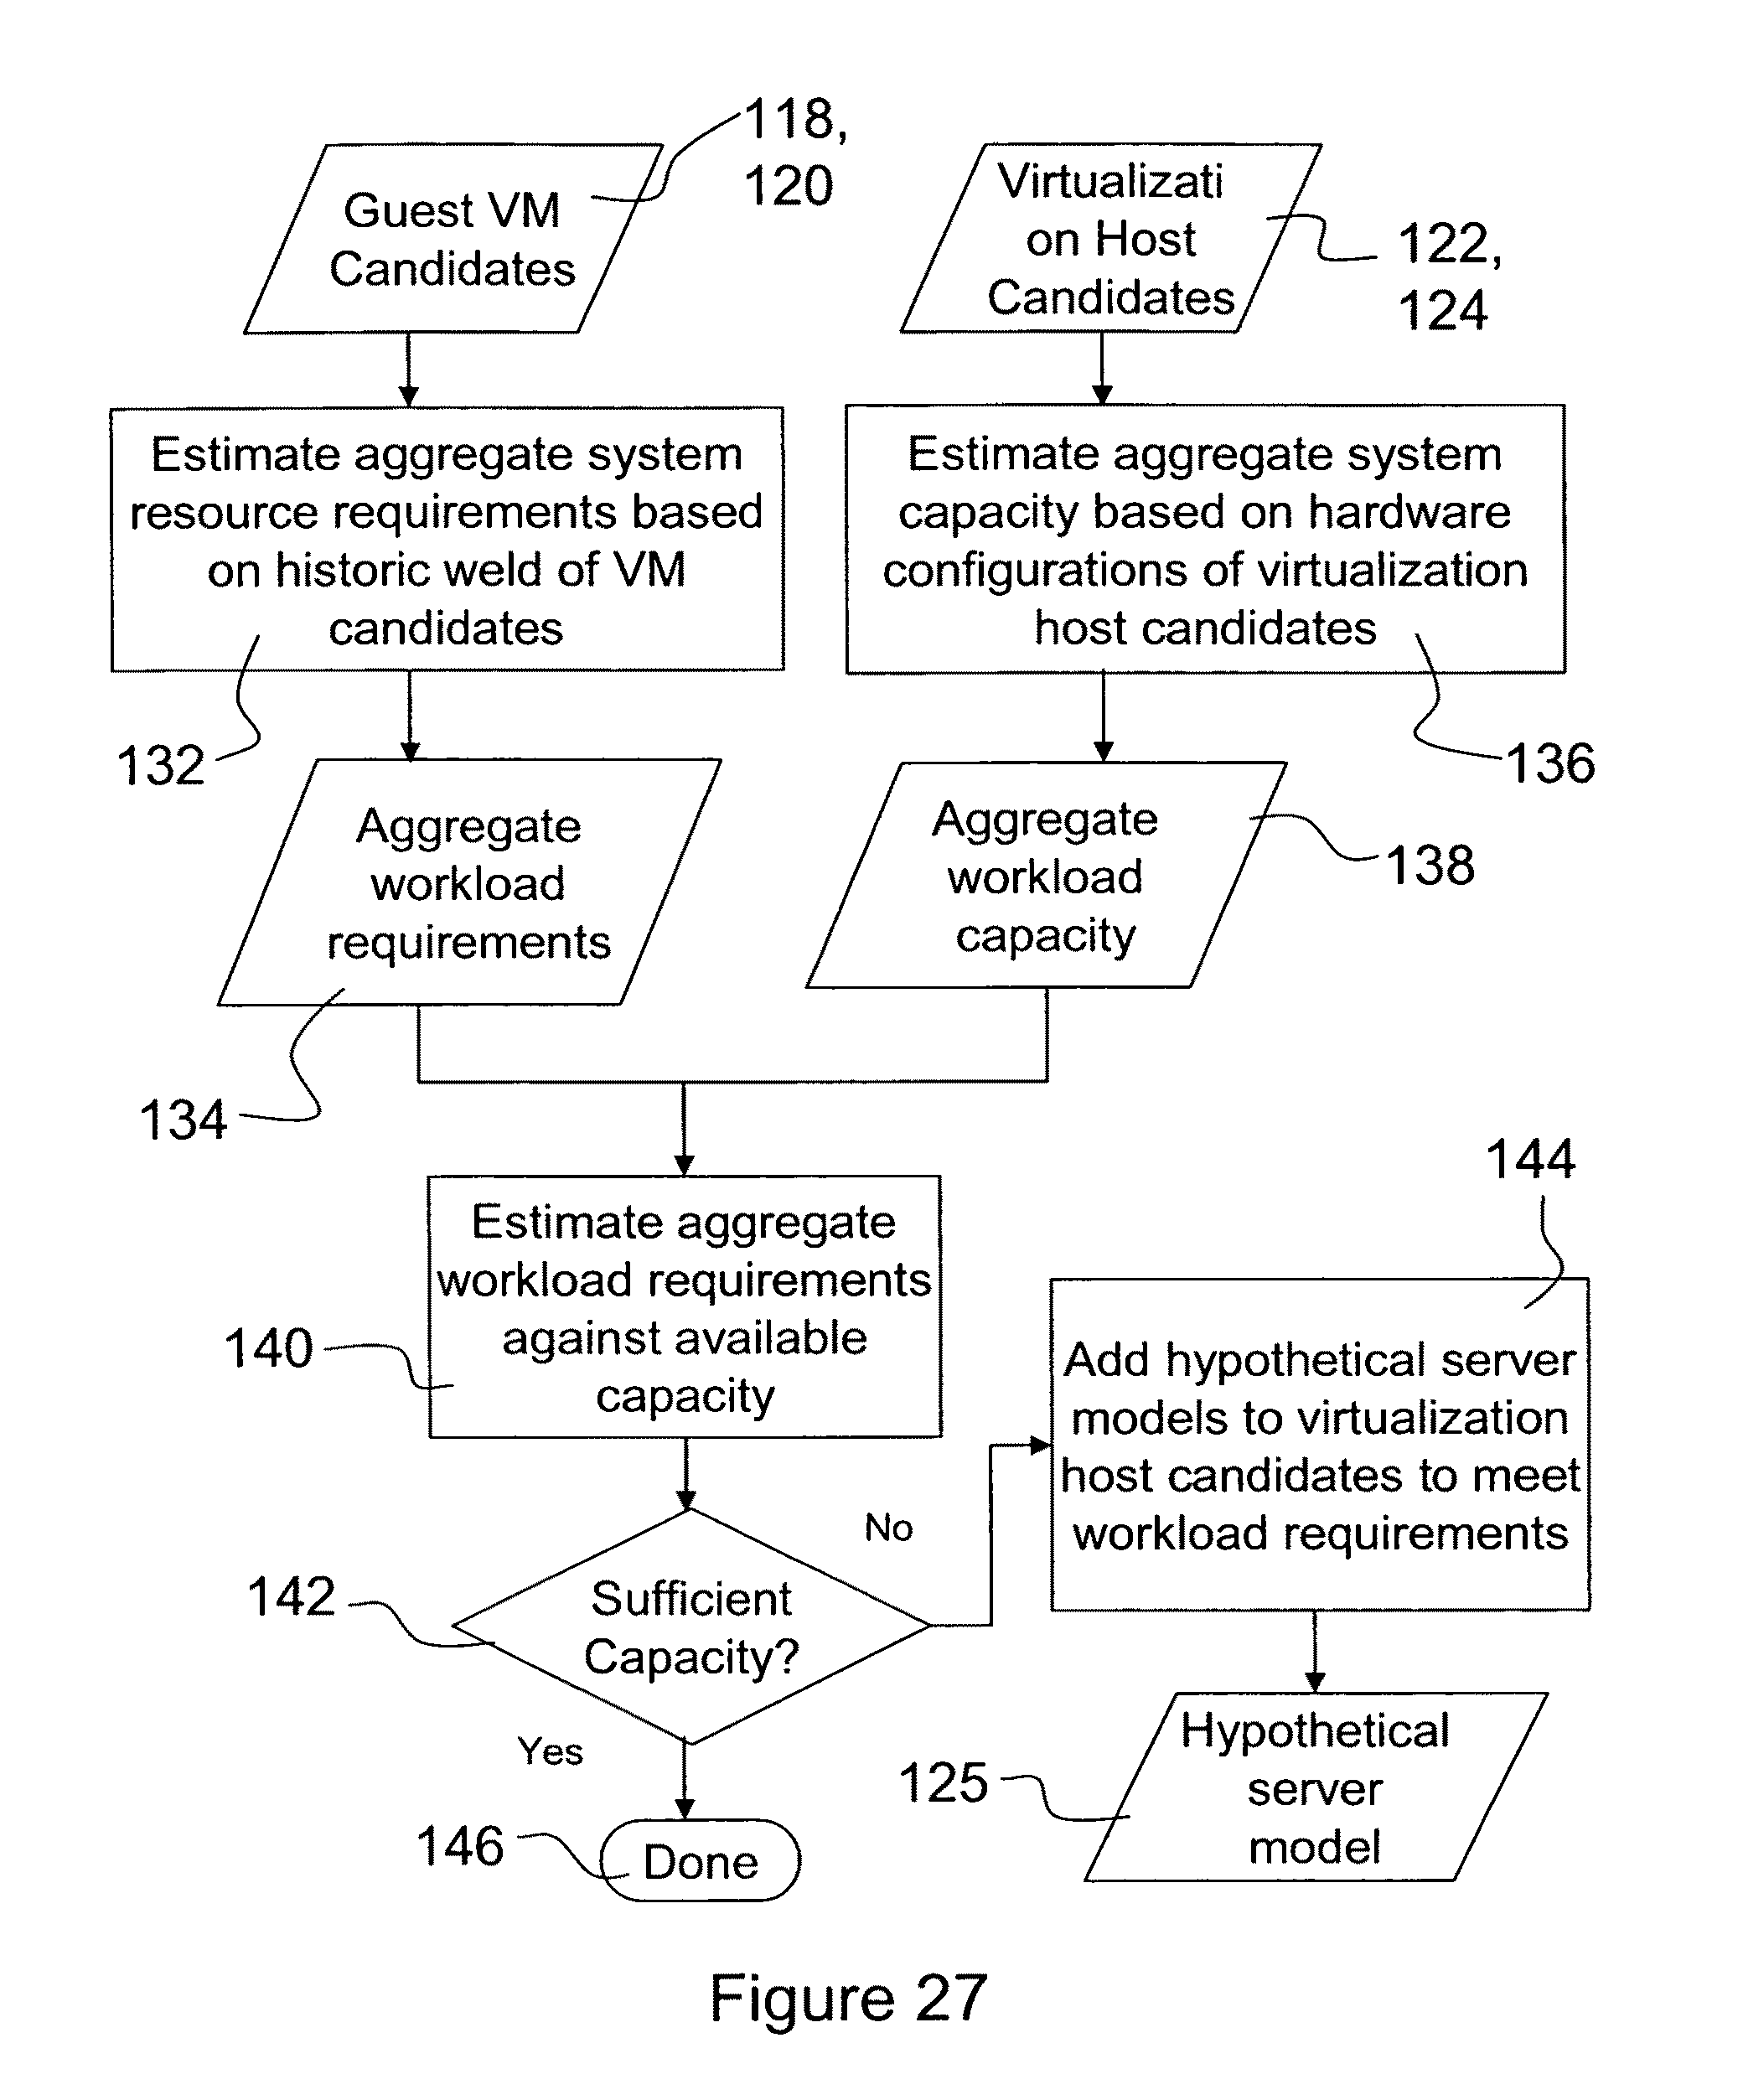 118,
120
Guest VM
Candidates
Virtualizati
on Host
Candidates
122,
124
Estimate aggregate system
resource requirements based
on historic weld of VM
candidates
132
Estimate aggregate system
capacity based on hardware
configurations of virtualization
host candidates
136
Aggregate
workload
requirements
134
Aggregate
workload
capacity
138
Estimate aggregate
workload requirements
against available
capacity
140
144
Add hypothetical server
models to virtualization
host candidates to meet
workload requirements
No
142
Sufficient
Capacity?
Yes
125
Hypothetical
server
model
146
Done
Figure 27